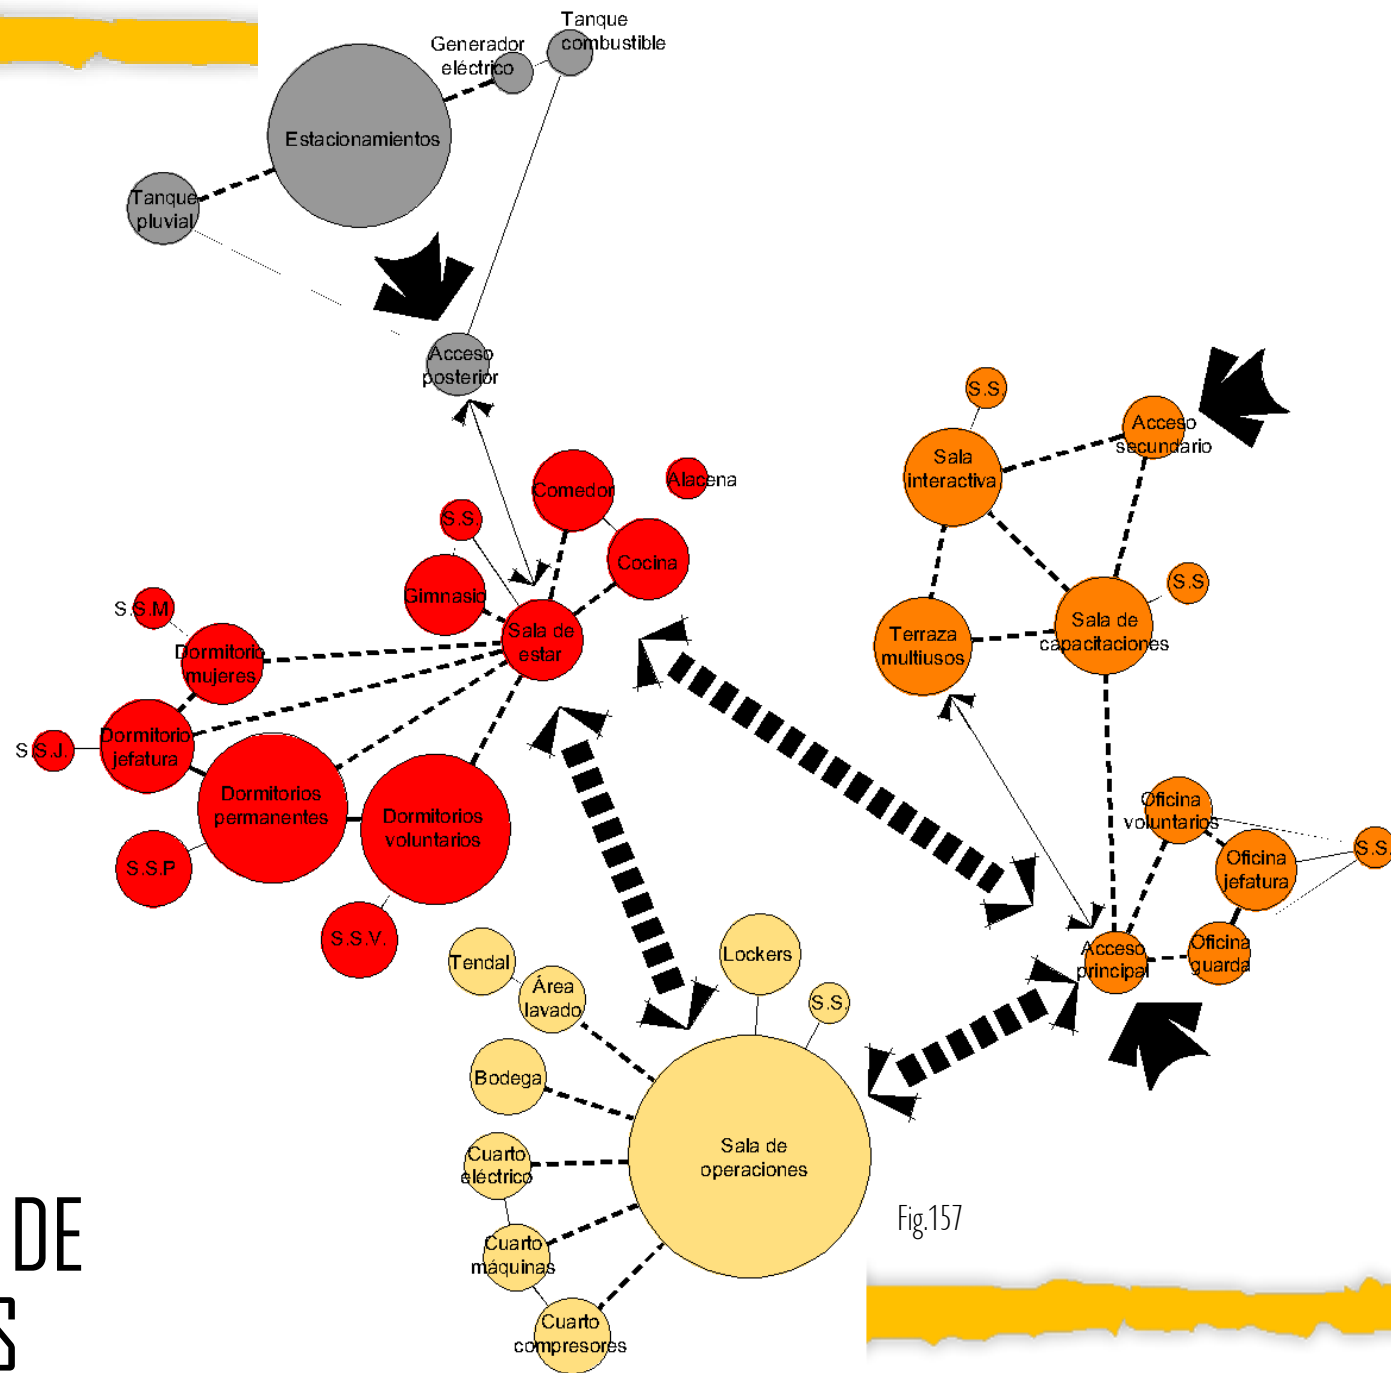 Tanque
combustible
Generador
eléctrico
Estacionamientos
Tanque
pluvial
Acceso
posterior
S.S.
Acceso
secundario
Sala
interactiva
Comedor
Alacena
S.S.
Cocina
Gimnasio
S.S
S.S.M
Sala de
estar
Terraza
multiusos
Sala de
capacitaciones
Dormitorio
mujeres
S.S.J.
Dormitorio
jefatura
Dormitorios
permanentes
Dormitorios
voluntarios
Oficina
voluntarios
S.S.P
Oficina
jefatura
S.S.
S.S.V.
Tendal
Lockers
Acceso
principal
Oficina
guarda
Área
lavado
S.S.
Bodega
Sala de
operaciones
Cuarto
eléctrico
Cuarto
máquinas
Cuarto
compresores
Fig.157
DE
S